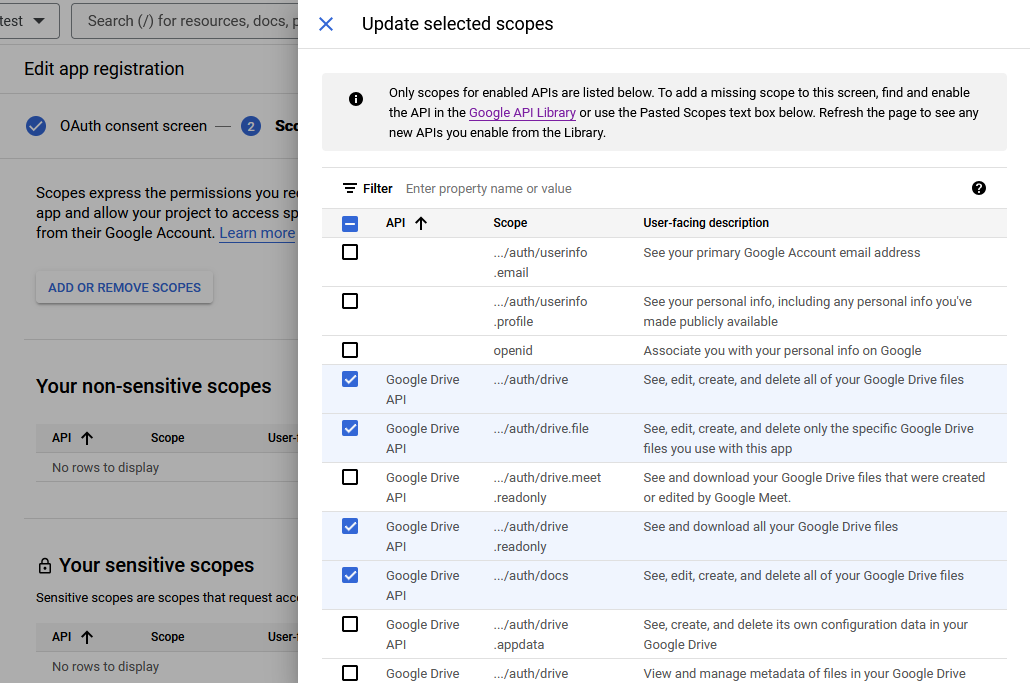 test
Search (/) for resources, docs, p
Edit app registration
OAuth consent screen
2
Sco
Scopes express the permissions you re
app and allow your project to access sp
from their Google Account. Learn more
ADD OR REMOVE SCOPES
Your non-sensitive scopes
API Scope User-f
No rows to display
Your sensitive scopes
Sensitive scopes are scopes that request acc
API Scope User-f
No rows to display
Update selected scopes
Only scopes for enabled APIs are listed below. To add a missing scope to this screen, find and enable
the API in the Google API Library or use the Pasted Scopes text box below. Refresh the page to see any
new APIs you enable from the Library.
Filter Enter property name or value
API Scope User-facing description
.../auth/userinfo See your primary Google Account email address
.email
.../auth/userinfo See your personal info, including any personal info you've
.profile made publicly available
openid Associate you with your personal info on Google
Google Drive .../auth/drive See, edit, create, and delete all of your Google Drive files
API
Google Drive .../auth/drive.file See, edit, create, and delete only the specific Google Drive
API files you use with this app
Google Drive .../auth/drive.meet See and download your Google Drive files that were created
API .readonly or edited by Google Meet.
Google Drive .../auth/drive See and download all your Google Drive files
API .readonly
Google Drive .../auth/docs See, edit, create, and delete all of your Google Drive files
API
Google Drive .../auth/drive See, create, and delete its own configuration data in your
API .appdata Google Drive
Google Drive .../auth/drive View and manage metadata of files in your Google Drive